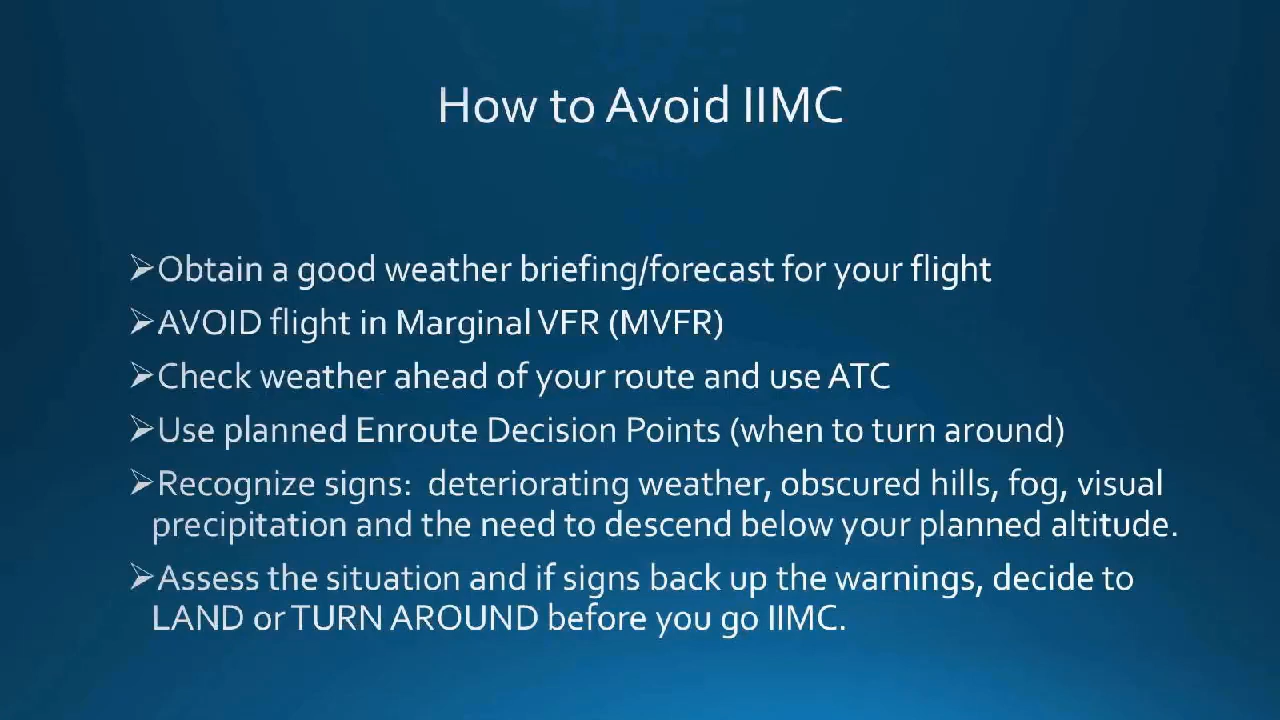 How to Avoid IIMC
➢Obtain a good weather briefing/forecast for your flight
➢AVOID flight in Marginal VFR (MVFR)
➢Check weather ahead of your route and use ATC
➢Use planned Enroute Decision Points (when to turn around)
➢Recognize signs:  deteriorating weather, obscured hills, fog, visual
precipitation and the need to descend below your planned altitude.
➢Assess the situation and if signs back up the warnings, decide to
LAND or TURN AROUND before you go IIMC.